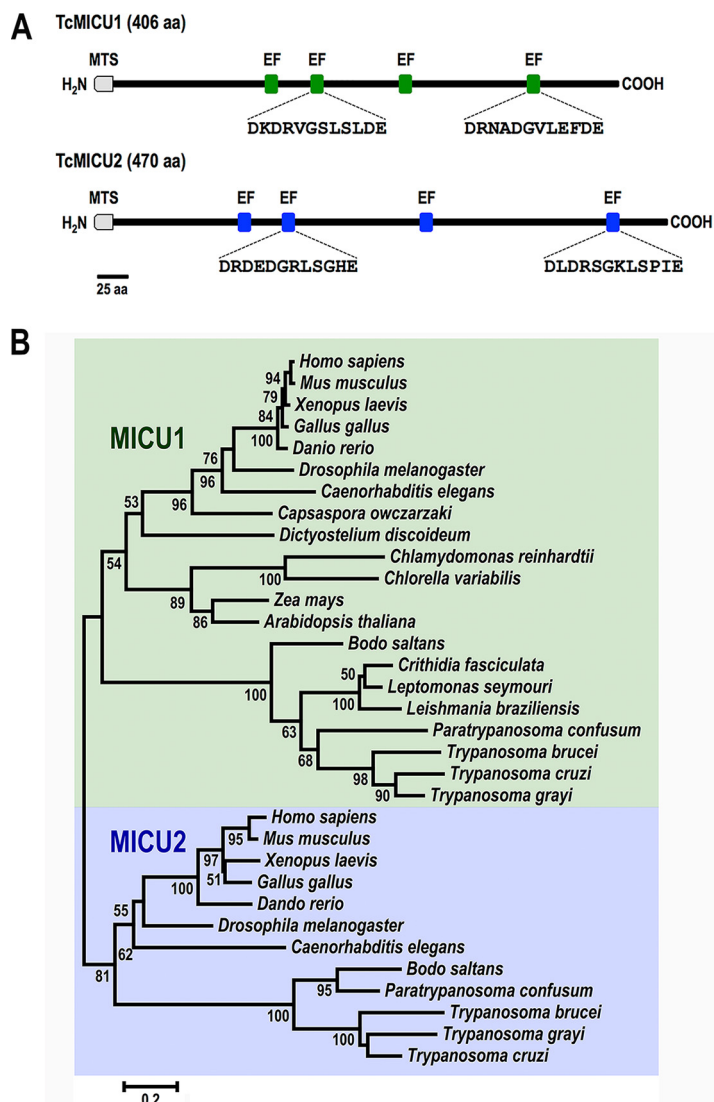 A
TcMICU1 (406 aa)
MTS EF EF EF EF
H2N COOH
DKDRVGSLSLDE DRNADGVLEFDE
TcMICU2 (470 aa)
MTS EF EF EF EF
H2N COOH
DRDEDGRLSGHE DLDRSGKLSPIE
25 aa
B
MICU1
Homo sapiens
94 Mus musculus
79 Xenopus laevis
84 Gallus gallus
100 Danio rerio
76 Drosophila melanogaster
96 Caenorhabditis elegans
53 96 Capsaspora owczarzaki
Dictyostelium discoideum
54 Chlamydomonas reinhardtii
100 Chlorella variabilis
89 Zea mays
86 Arabidopsis thaliana
Bodo saltans
50 Crithidia fasciculata
100 Leptomonas seymouri
100 Leishmania braziliensis
63 Paratrypanosoma confusum
68 Trypanosoma brucei
98 Trypanosoma cruzi
90 Trypanosoma grayi
MICU2
Homo sapiens
95 Mus musculus
97 Xenopus laevis
51 Gallus gallus
100 Dando rerio
55 Drosophila melanogaster
62 Caenorhabditis elegans
81 Bodo saltans
95 Paratrypanosoma confusum
100 Trypanosoma brucei
100 Trypanosoma grayi
Trypanosoma cruzi
0.2